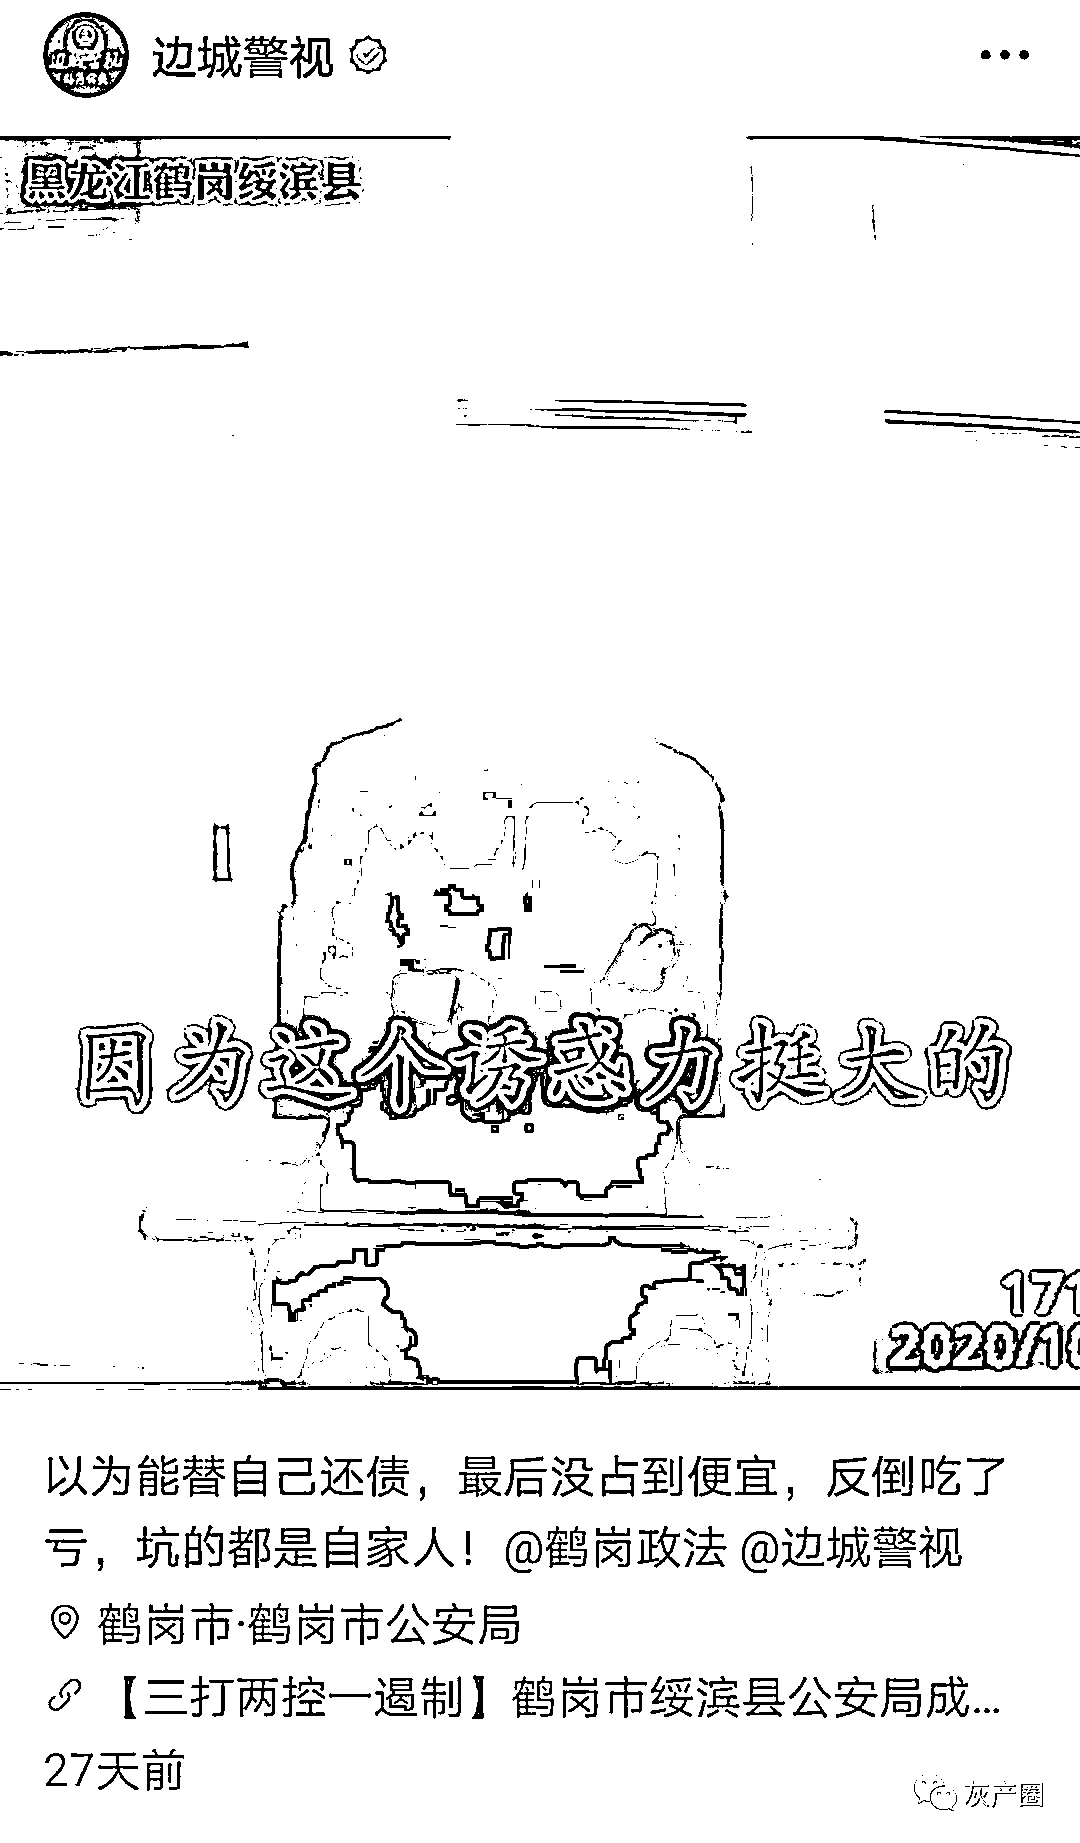 边城警视
黑龙江鹤岗绥滨县
因为这个诱惑力挺大的
171
2020/10
以为能替自己还债，最后没占到便宜，反倒吃了
亏，坑的都是自家人！@鹤岗政法 @边城警视
鹤岗市·鹤岗市公安局
【三打两控一遏制】鹤岗市绥滨县公安局成...
27天前
灰产圈